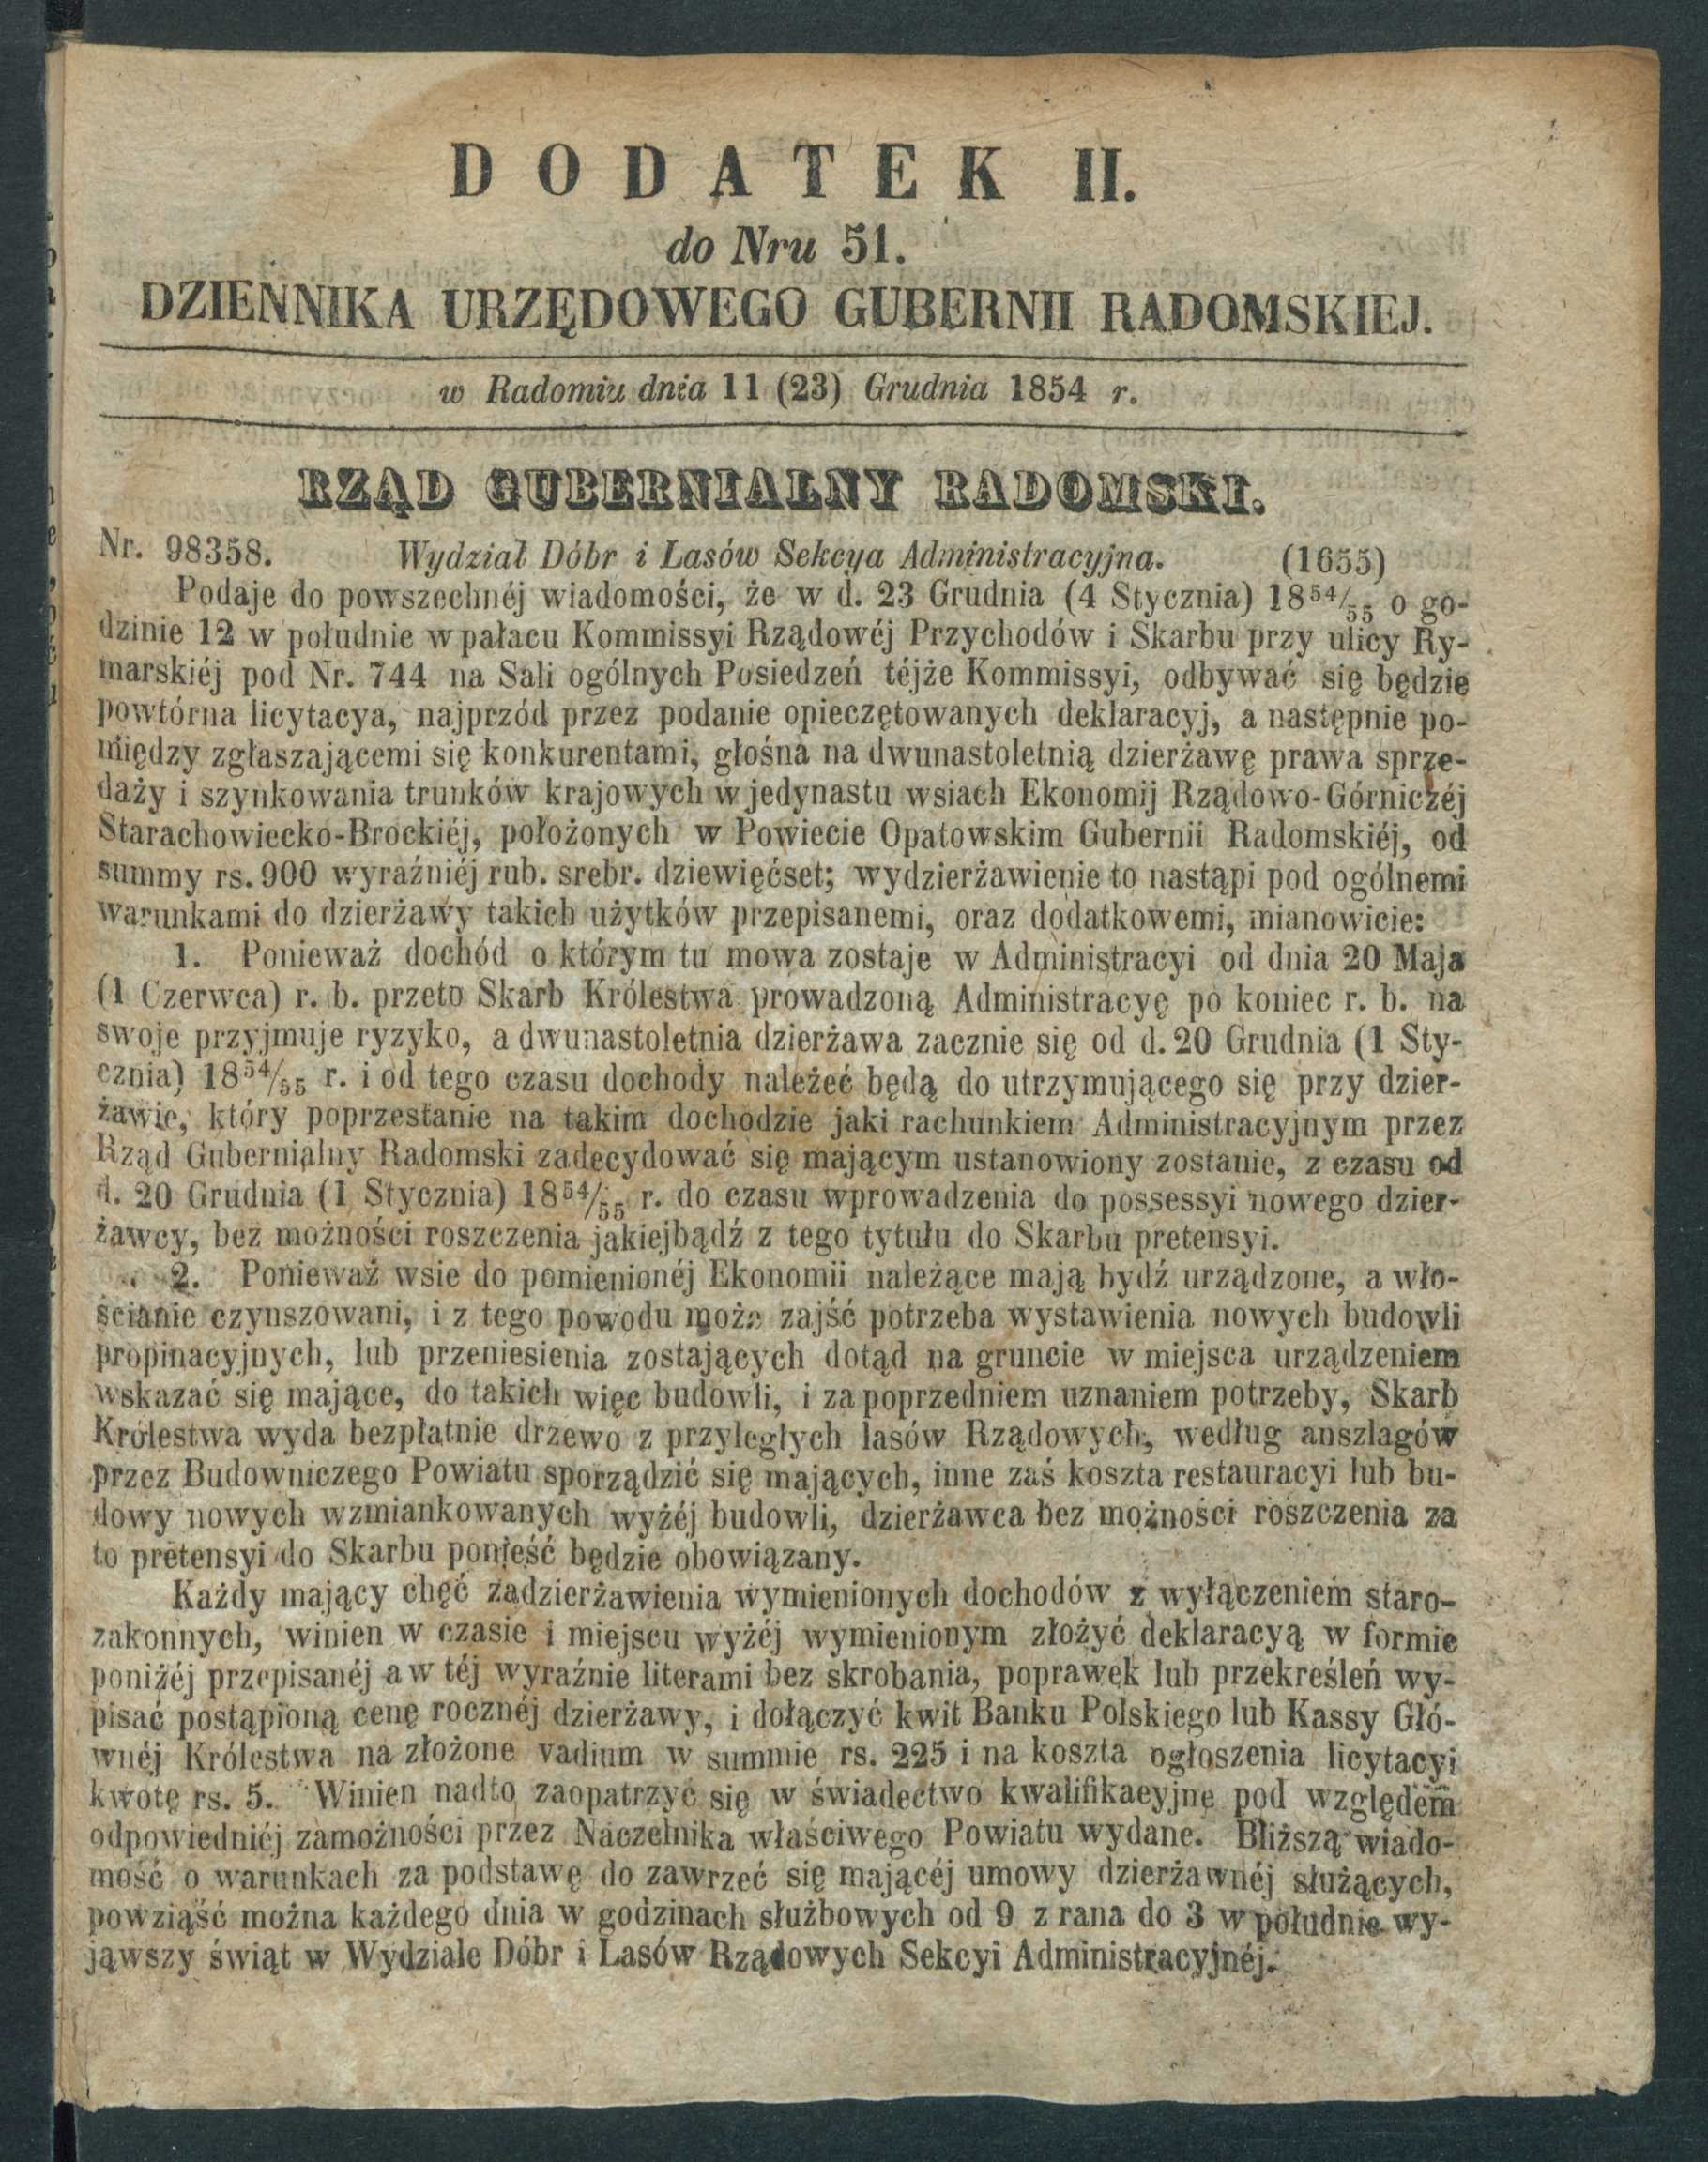 DODATEK II.
do Nru 51.
DZIENNIKA URZĘDOWEGO GUBERNII RADOMSKIEJ.
w Radomiu dnia 11 (23) Grudnia 1854 r.
RZĄD GUBERNIALNY RADOMSKI.
Nr. 98358. Wydział Dóbr i Lasów Sekcya Administracyjna. (1655)
Podaje do powszechnéj wiadomości, że w d. 23 Grudnia (4 Stycznia) 18⁵⁴/₅₅ o go-
dzinie 12 w południe w pałacu Kommissyi Rządowéj Przychodów i Skarbu przy ulicy Ry-
marskiéj pod Nr. 744 na Sali ogólnych Posiedzeń téjże Kommissyi, odbywać się będzie
powtórna licytacya, najprzód przez podanie opieczętowanych deklaracyj, a następnie po-
między zgłaszającemi się konkurentami, głośna na dwunastoletnią dzierżawę prawa sprze-
daży i szynkowania trunków krajowych w jedynastu wsiach Ekonomij Rządowo-Górniczéj
Starachowiecko-Brockiéj, położonych w Powiecie Opatowskim Gubernii Radomskiéj, od
summy rs. 900 wyraźniéj rub. srebr. dziewięćset; wydzierżawienie to nastąpi pod ogólnemi
warunkami do dzierżawy takich użytków przepisanemi, oraz dodatkowemi, mianowicie:
1. Ponieważ dochód o którym tu mowa zostaje w Administracyi od dnia 20 Maja
(1 Czerwca) r. b. przeto Skarb Królestwa prowadzoną Administracyę po koniec r. b. na
swoje przyjmuje ryzyko, a dwunastoletnia dzierżawa zacznie się od d. 20 Grudnia (1 Sty-
cznia) 18⁵⁴/₅₅ r. i od tego czasu dochody należeć będą do utrzymującego się przy dzier-
żawie, który poprzestanie na takim dochodzie jaki rachunkiem Administracyjnym przez
Rząd Gubernialny Radomski zadecydować się mającym ustanowiony zostanie, z czasu od
d. 20 Grudnia (1 Stycznia) 18⁵⁴/₅₅ r. do czasu wprowadzenia do possessyi nowego dzier-
żawcy, bez możności roszczenia jakiejbądź z tego tytułu do Skarbu pretensyi.
2. Ponieważ wsie do pomienionéj Ekonomii należące mają bydź urządzone, a wło-
ścianie czynszowani, i z tego powodu może zajść potrzeba wystawienia nowych budowli
propinacyjnych, lub przeniesienia zostających dotąd na gruncie w miejsca urządzeniem
wskazać się mające, do takich więc budowli, i za poprzedniem uznaniem potrzeby, Skarb
Królestwa wyda bezpłatnie drzewo z przyległych lasów Rządowych, według anszlagów
przez Budowniczego Powiatu sporządzić się mających, inne zaś koszta restauracyi lub bu-
dowy nowych wzmiankowanych wyżéj budowli, dzierżawca bez możności roszczenia za
to pretensyi do Skarbu ponieść będzie obowiązany.
Każdy mający chęć zadzierżawienia wymienionych dochodów z wyłączeniem staro-
zakonnych, winien w czasie i miejscu wyżéj wymienionym złożyć deklaracyą w formie
poniżéj przepisanéj a w téj wyraźnie literami bez skrobania, poprawek lub przekreśleń wy-
pisać postąpioną cenę rocznéj dzierżawy, i dołączyć kwit Banku Polskiego lub Kassy Głó-
wnéj Królestwa na złożone vadium w summie rs. 225 i na koszta ogłoszenia licytacyi
kwotę rs. 5. Winien nadto zaopatrzyć się w świadectwo kwalifikacyjne pod względem
odpowiedniéj zamożności przez Naczelnika właściwego Powiatu wydane. Bliższą wiado-
mość o warunkach za podstawę do zawrzeć się mającéj umowy dzierżawnéj służących,
powziąść można każdego dnia w godzinach służbowych od 9 z rana do 3 w południe wy-
jąwszy świąt w Wydziale Dóbr i Lasów Rządowych Sekcyi Administracyjnéj.